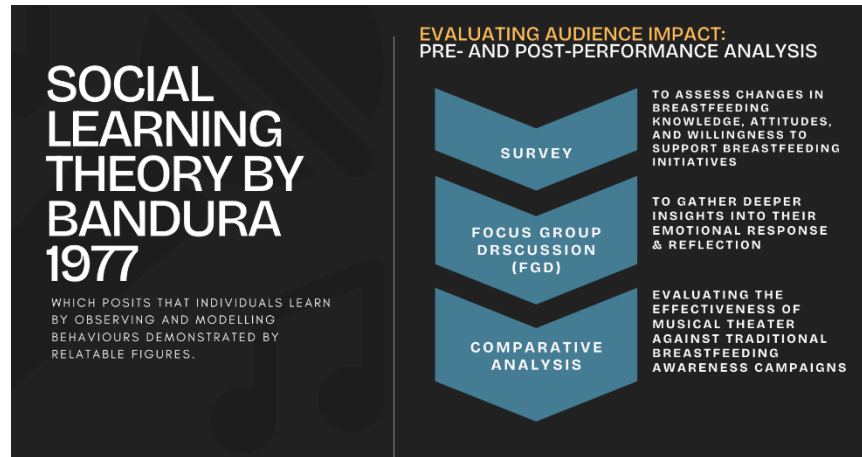 SOCIAL
LEARNING
THEORY BY
BANDURA
1977
WHICH POSITS THAT INDIVIDUALS LEARN
BY OBSERVING AND MODELLING
BEHAVIOURS DEMONSTRATED BY
RELATABLE FIGURES.
EVALUATING AUDIENCE IMPACT:
PRE- AND POST-PERFORMANCE ANALYSIS
SURVEY
TO ASSESS CHANGES IN
BREASTFEEDING
KNOWLEDGE, ATTITUDES,
AND WILLINGNESS TO
SUPPORT BREASTFEEDING
INITIATIVES
FOCUS GROUP
DRSCUSSION
(FGD)
TO GATHER DEEPER
INSIGHTS INTO THEIR
EMOTIONAL RESPONSE
& REFLECTION
COMPARATIVE
ANALYSIS
EVALUATING THE
EFFECTIVENESS OF
MUSICAL THEATER
AGAINST TRADITIONAL
BREASTFEEDING
AWARENESS CAMPAIGNS